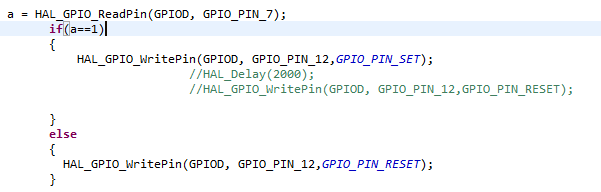 a = HAL_GPIO_ReadPin(GPIOD, GPIO_PIN_7);
if(a==1)
{
HAL_GPIO_WritePin(GPIOD, GPIO_PIN_12,GPIO_PIN_SET);
//HAL_Delay(2000);
//HAL_GPIO_WritePin(GPIOD, GPIO_PIN_12,GPIO_PIN_RESET);
}
else
{
HAL_GPIO_WritePin(GPIOD, GPIO_PIN_12,GPIO_PIN_RESET);
}